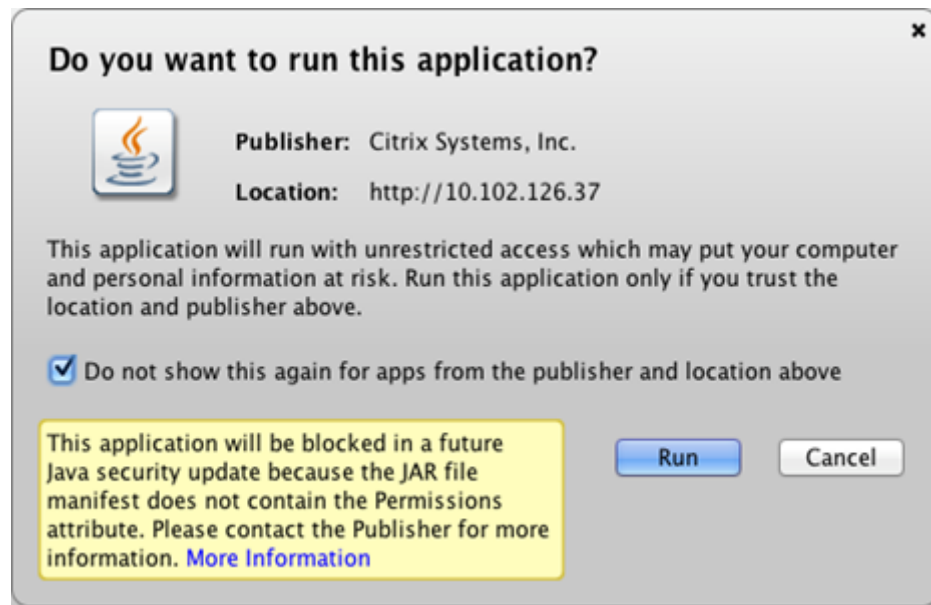 Do you want to run this application?
Publisher: Citrix Systems, Inc.
Location: http://10.102.126.37
This application will run with unrestricted access which may put your computer
and personal information at risk. Run this application only if you trust the
location and publisher above.
Do not show this again for apps from the publisher and location above
This application will be blocked in a future
Java security update because the JAR file
manifest does not contain the Permissions
attribute. Please contact the Publisher for more
information. More Information
Run
Cancel